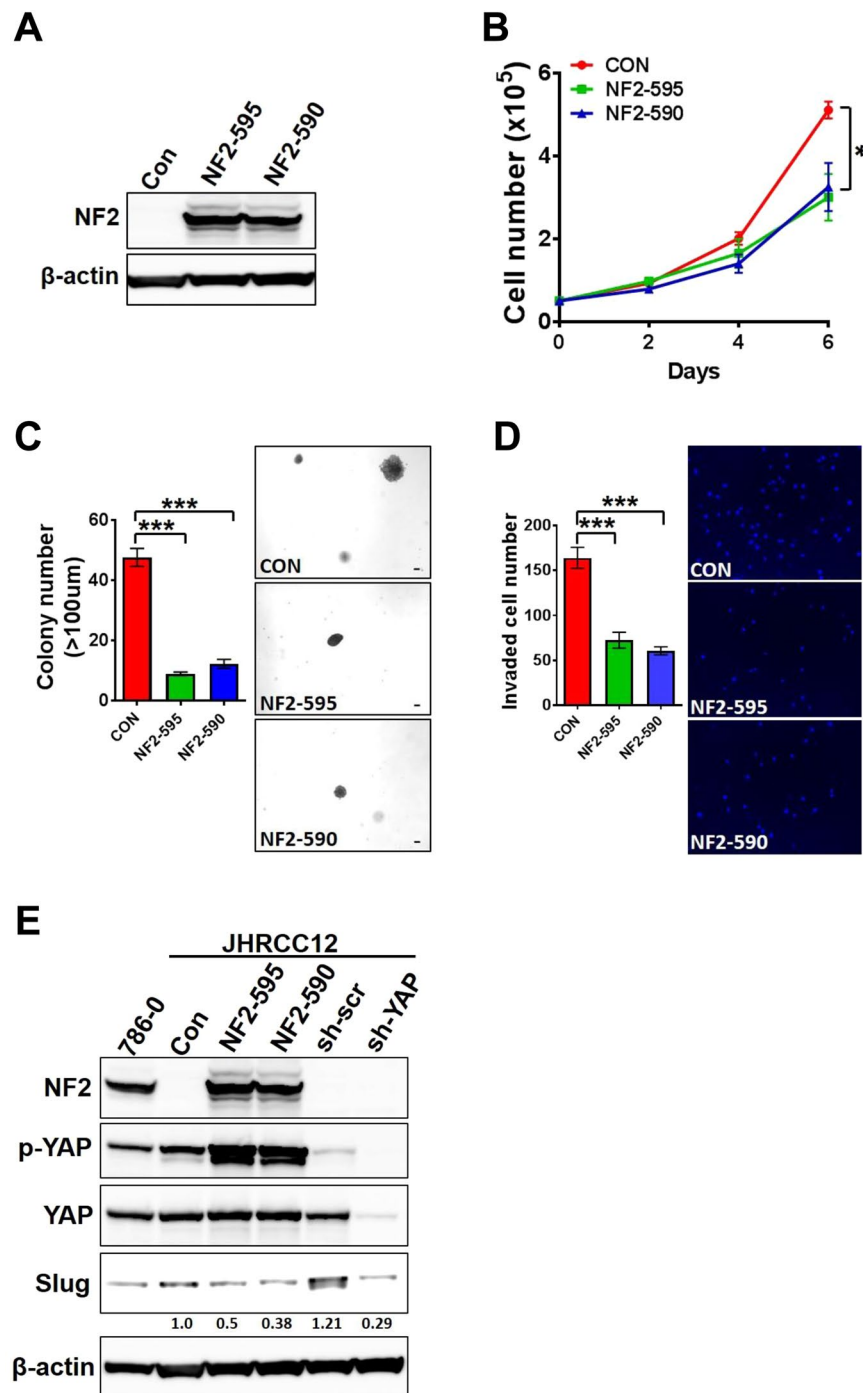 A
Con
NF2-595
NF2-590
NF2
β-actin
B
CON
NF2-595
NF2-590
Cell number (x10⁵)
6
4
2
0
0 2 4 6
Days
*
C
Colony number
(>100um)
60
40
20
0
***
***
CON
NF2-595
NF2-590
CON
NF2-595
NF2-590
D
Invaded cell number
200
150
100
50
0
***
***
CON
NF2-595
NF2-590
CON
NF2-595
NF2-590
E
JHRCC12
786-0
Con
NF2-595
NF2-590
sh-scr
sh-YAP
NF2
p-YAP
YAP
Slug
1.0 0.5 0.38 1.21 0.29
β-actin